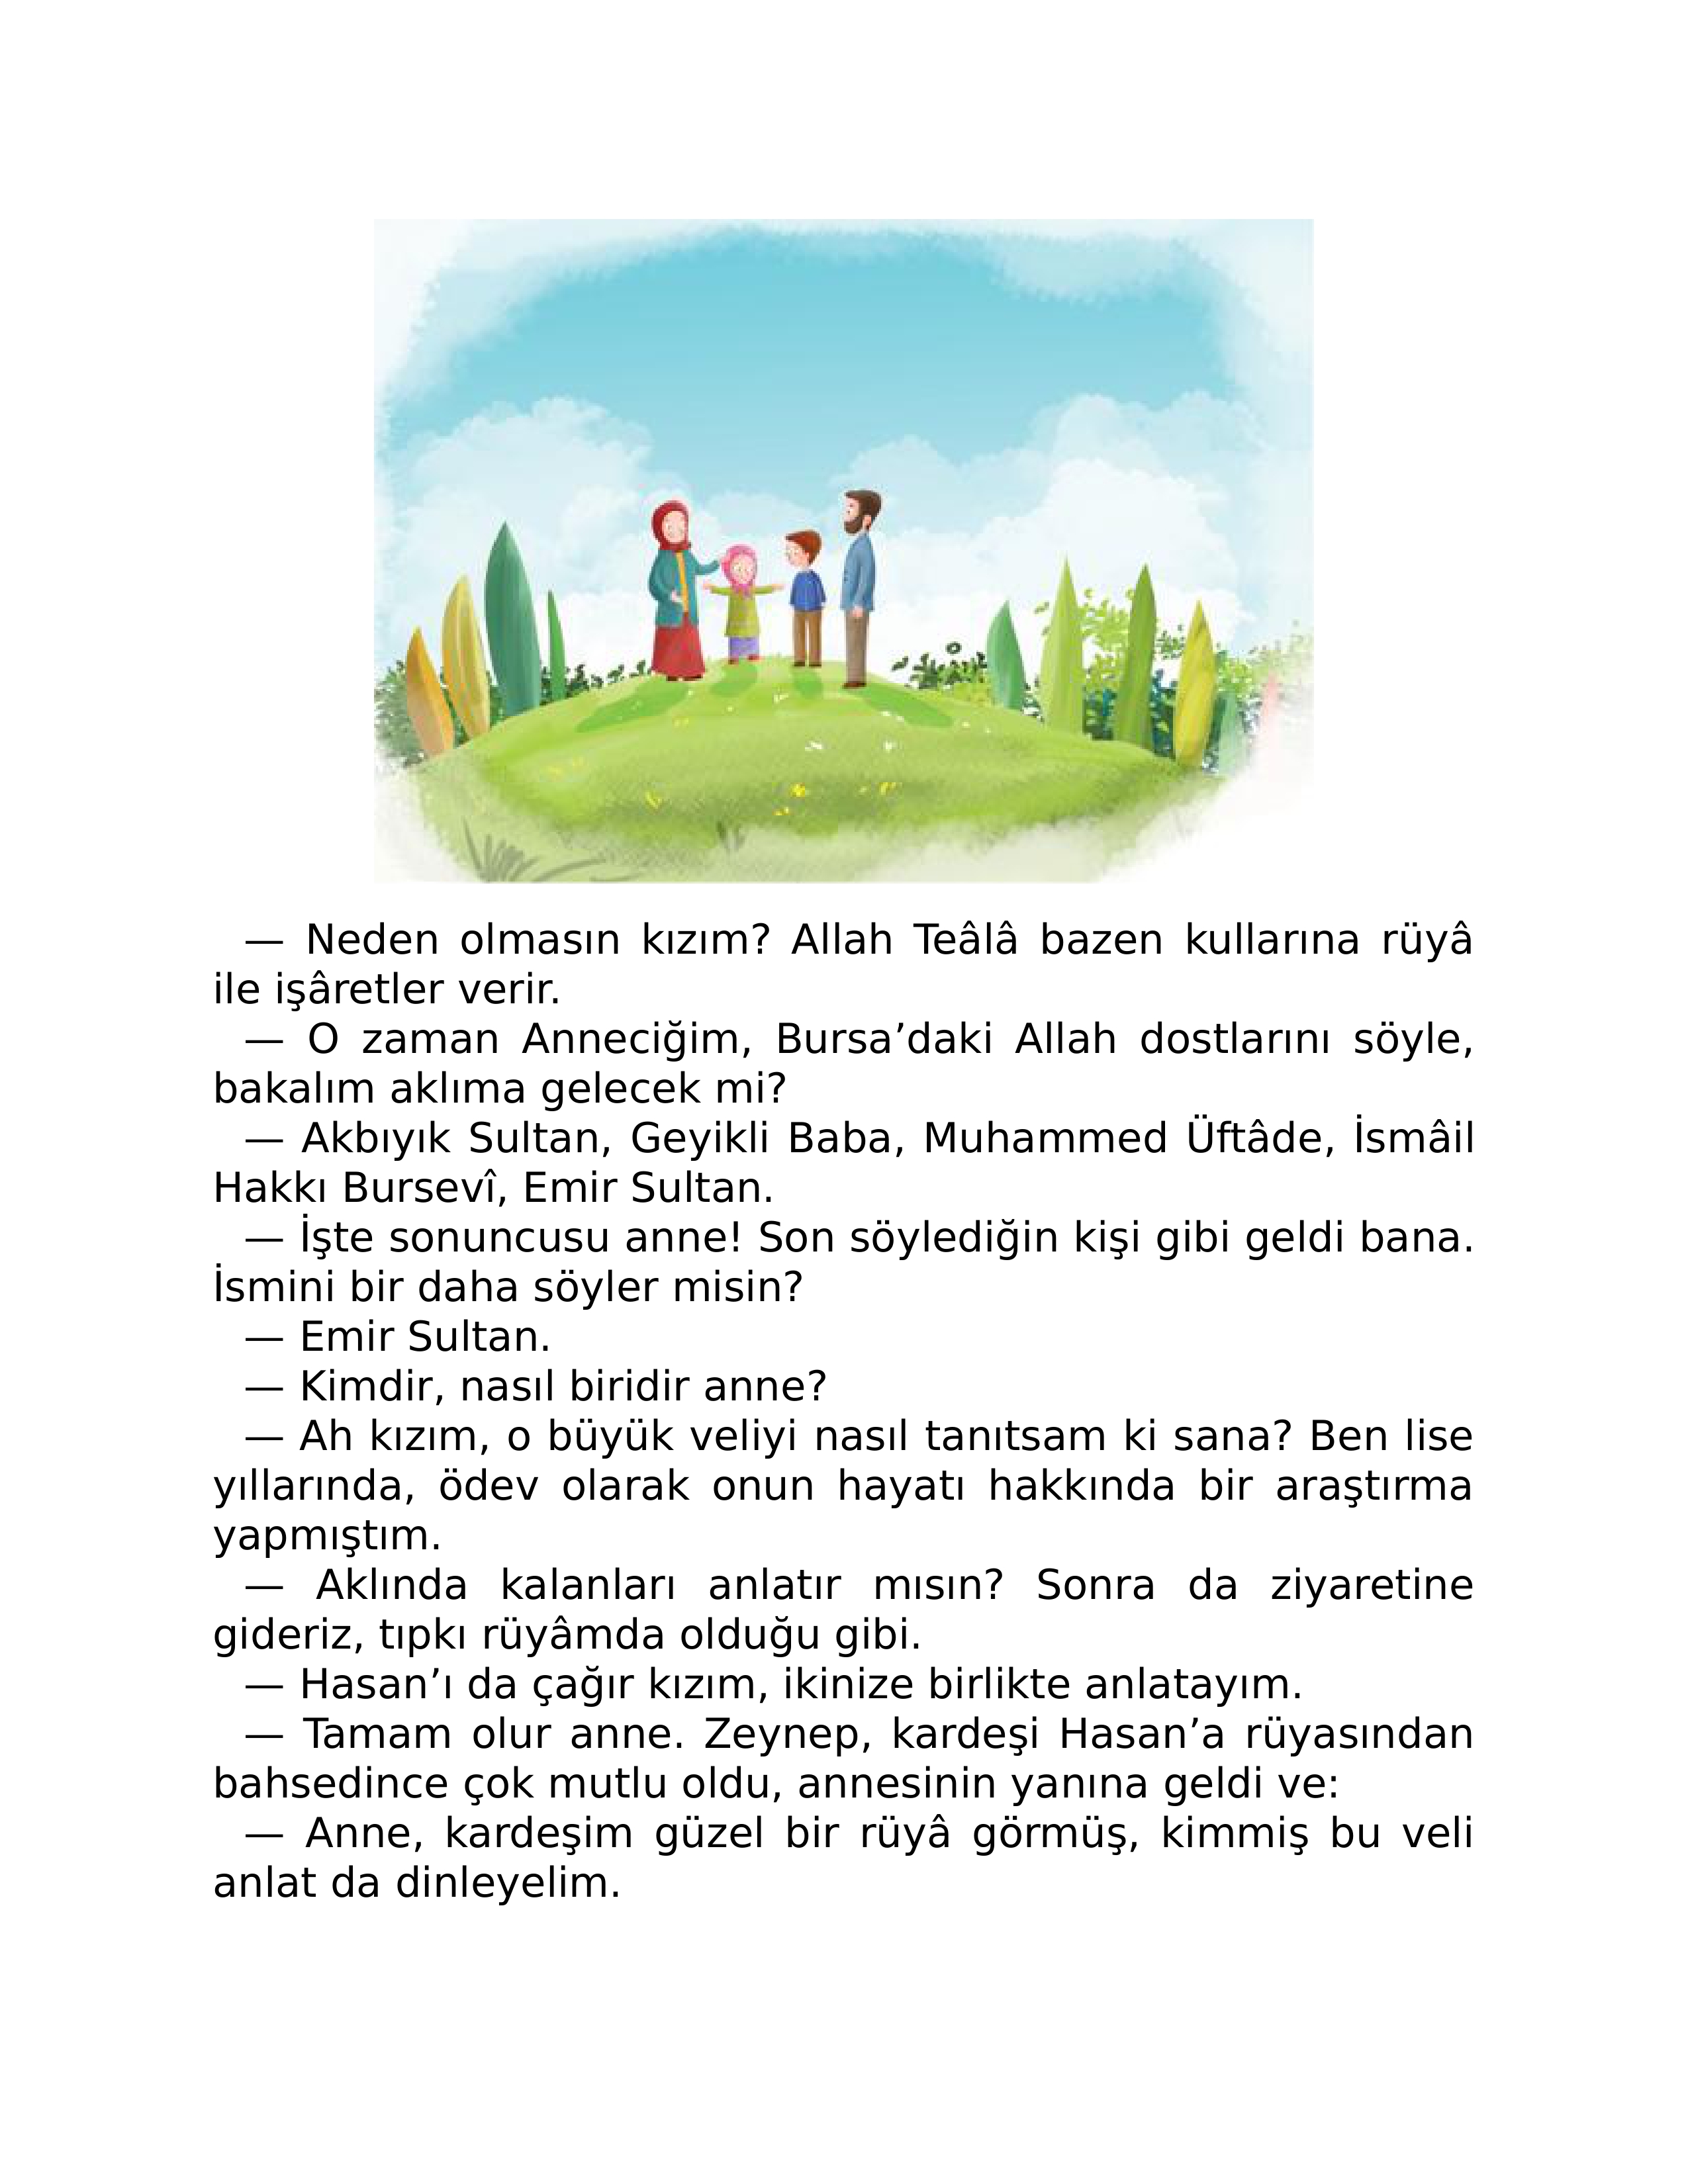 — Neden olmasın kızım? Allah Teâlâ bazen kullarına rüyâ
ile işâretler verir.
— O zaman Anneciğim, Bursa’daki Allah dostlarını söyle,
bakalım aklıma gelecek mi?
— Akbıyık Sultan, Geyikli Baba, Muhammed Üftâde, İsmâil
Hakkı Bursevî, Emir Sultan.
— İşte sonuncusu anne! Son söylediğin kişi gibi geldi bana.
İsmini bir daha söyler misin?
— Emir Sultan.
— Kimdir, nasıl biridir anne?
— Ah kızım, o büyük veliyi nasıl tanıtsam ki sana? Ben lise
yıllarında, ödev olarak onun hayatı hakkında bir araştırma
yapmıştım.
— Aklında kalanları anlatır mısın? Sonra da ziyaretine
gideriz, tıpkı rüyâmda olduğu gibi.
— Hasan’ı da çağır kızım, ikinize birlikte anlatayım.
— Tamam olur anne. Zeynep, kardeşi Hasan’a rüyasından
bahsedince çok mutlu oldu, annesinin yanına geldi ve:
— Anne, kardeşim güzel bir rüyâ görmüş, kimmiş bu veli
anlat da dinleyelim.